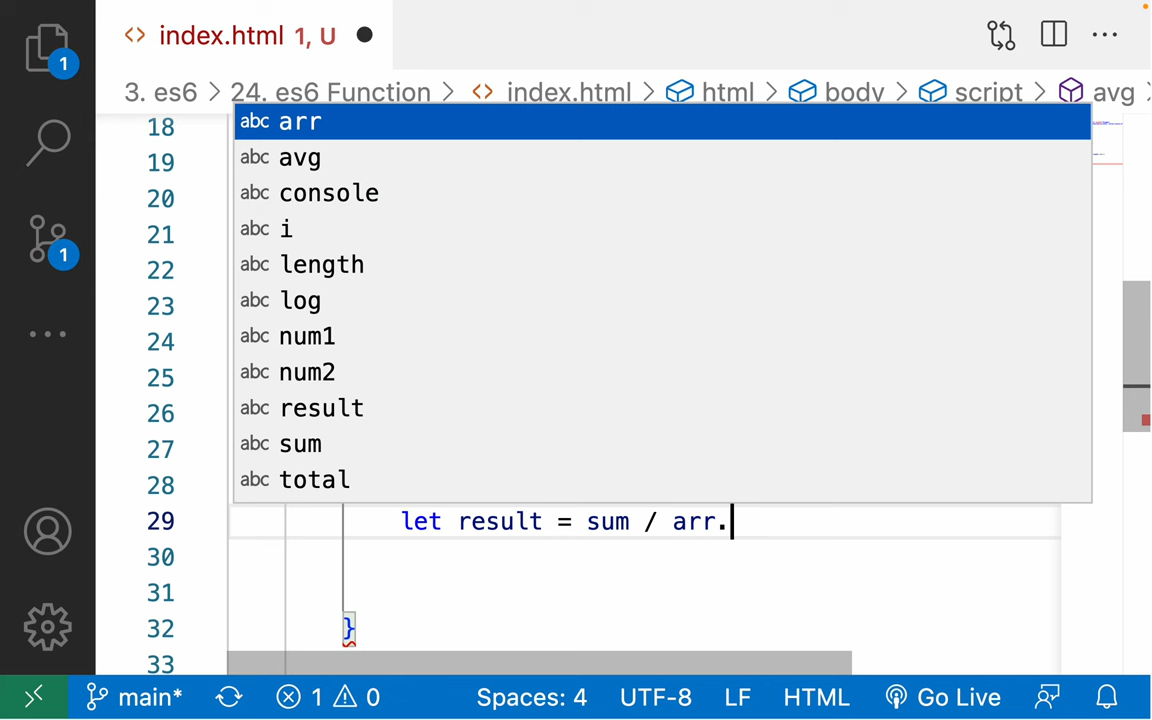 index.html 1, U
3. es6 > 24. es6 Function > index.html > html > body > script > avg >
18
abc arr
19
abc avg
20
abc console
21
abc i
22
abc length
23
abc log
24
abc num1
25
abc num2
26
abc result
27
abc sum
28
abc total
29 let result = sum / arr.
30
31
32 }
33
1
1
main* 1 0 Spaces: 4 UTF-8 LF HTML Go Live